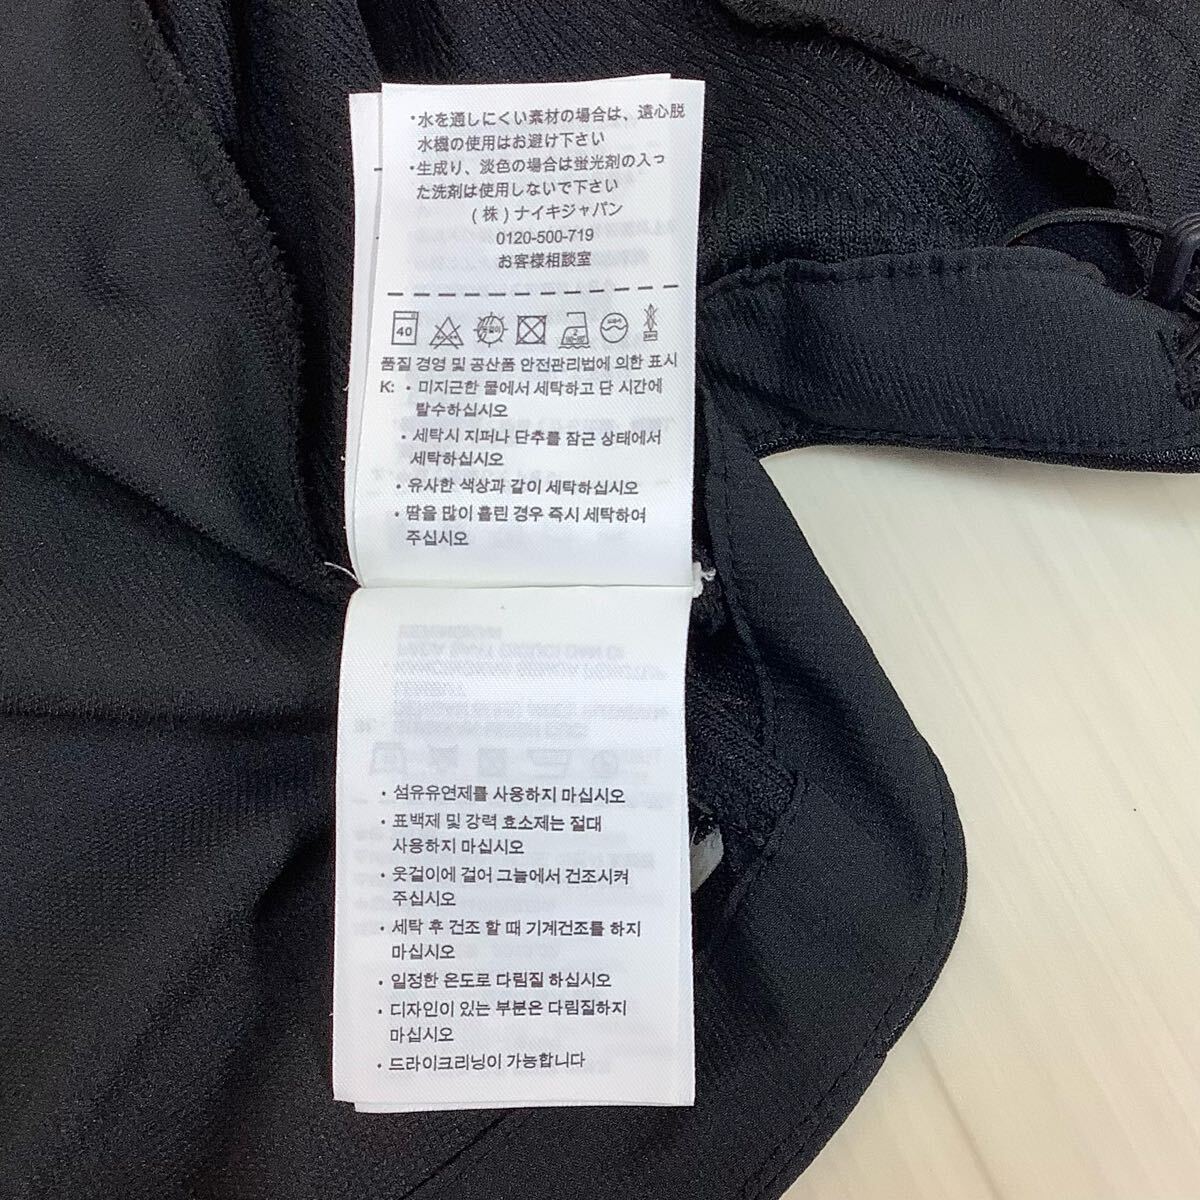 ・水を通しにくい素材の場合は、遠心脱
水機の使用はお避け下さい
・生成り、淡色の場合は蛍光剤の入っ
た洗剤は使用しないで下さい
(株)ナイキジャパン
0120-500-719
お客様相談室
40
품질 경영 및 공산품 안전관리법에 의한 표시
K: • 미지근한 물에서 세탁하고 단 시간에
탈수하십시오
• 세탁시 지퍼나 단추를 잠근 상태에서
세탁하십시오
• 유사한 색상과 같이 세탁하십시오
• 땀을 많이 흘린 경우 즉시 세탁하여
주십시오
• 섬유유연제를 사용하지 마십시오
• 표백제 및 강력 효소제는 절대
사용하지 마십시오
• 옷걸이에 걸어 그늘에서 건조시켜
주십시오
• 세탁 후 건조 할 때 기계건조를 하지
마십시오
• 일정한 온도로 다림질 하십시오
• 디자인이 있는 부분은 다림질하지
마십시오
• 드라이크리닝이 가능합니다